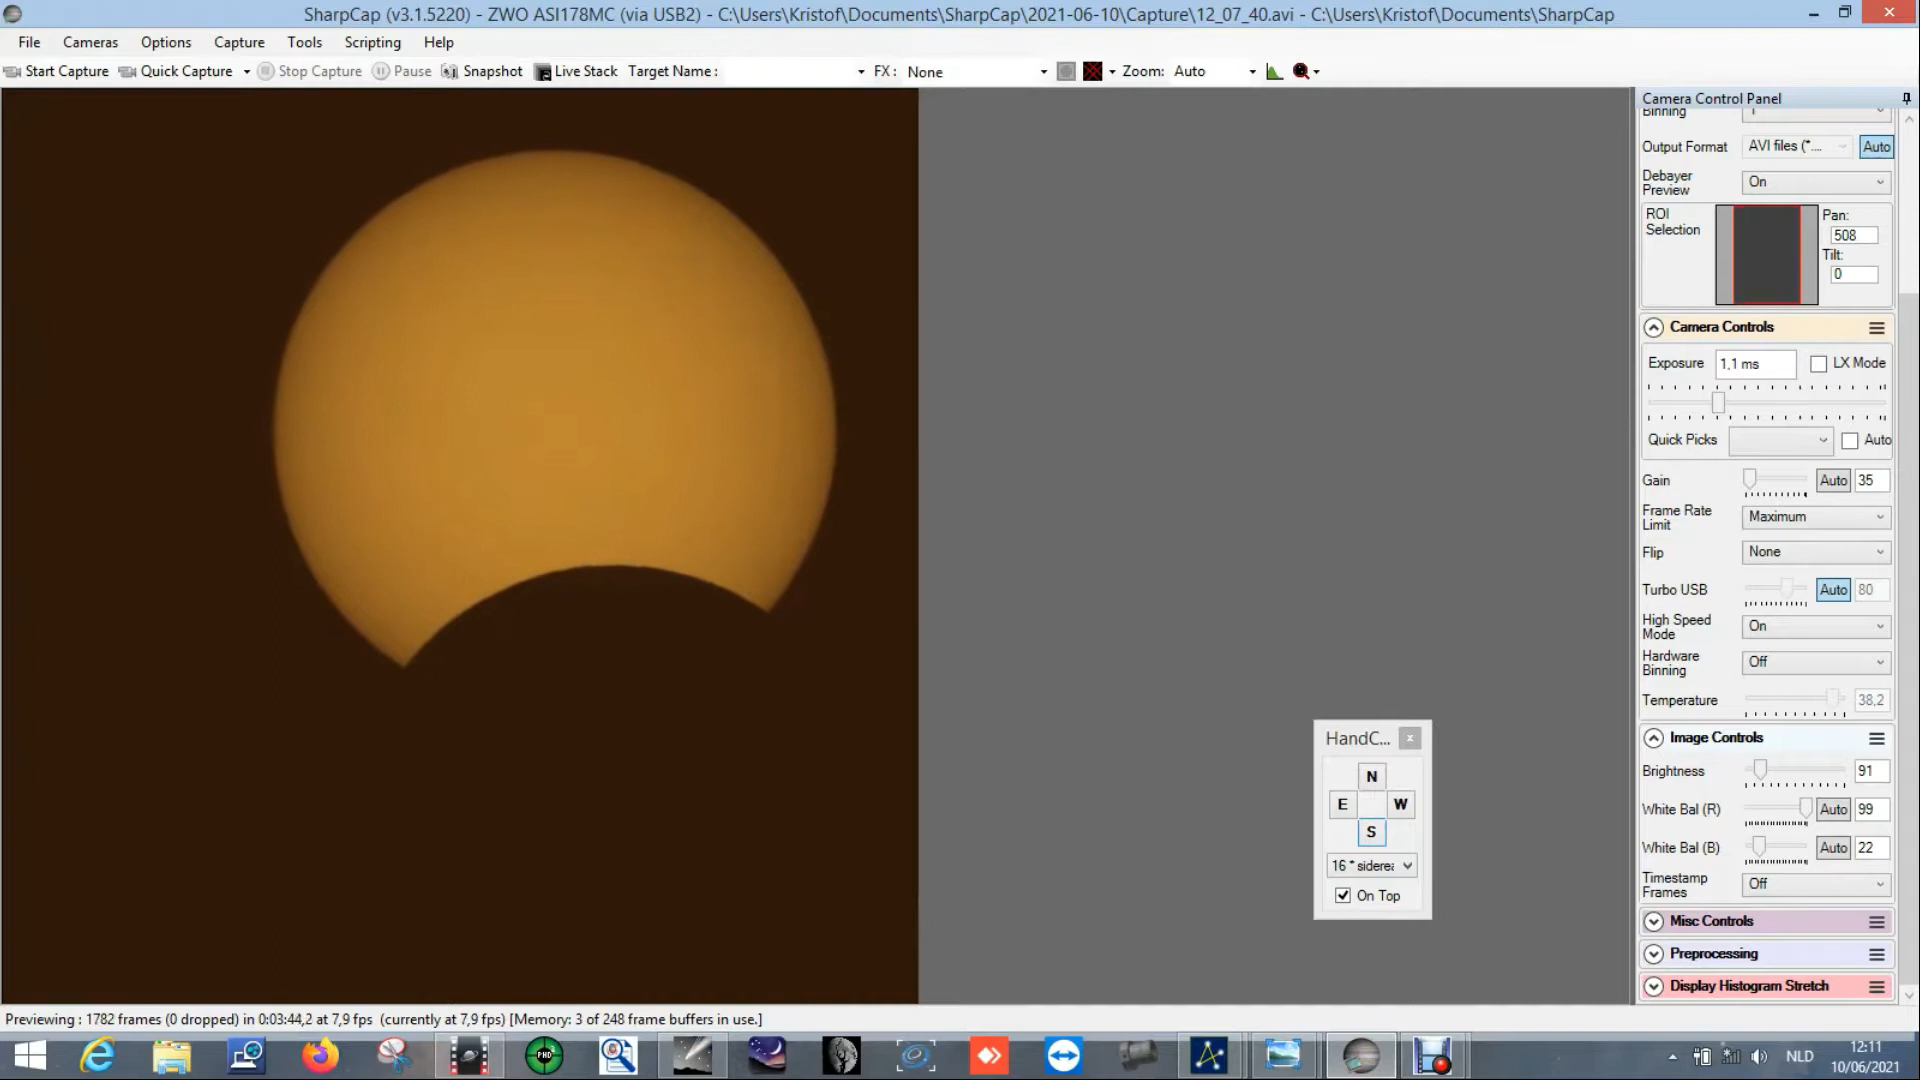 SharpCap (v3.1.5220) - ZWO ASI178MC (via USB2) - C:\Users\Kristof\Documents\SharpCap\2021-06-10\Capture\12_07_40.avi - C:\Users\Kristof\Documents\SharpCap
File Cameras Options Capture Tools Scripting Help
Start Capture Quick Capture Stop Capture Pause Snapshot Live Stack Target Name : FX : None Zoom: Auto
Camera Control Panel
Binning 1
Output Format AVI files (*.... Auto
Debayer Preview On
ROI Selection
Pan:
508
Tilt:
0
Camera Controls
Exposure 1,1 ms LX Mode
Quick Picks Auto
Gain Auto 35
Frame Rate Limit Maximum
Flip None
Turbo USB Auto 80
High Speed Mode On
Hardware Binning Off
Temperature 38,2
Image Controls
Brightness 91
White Bal (R) Auto 99
White Bal (B) Auto 22
Timestamp Frames Off
Misc Controls
Preprocessing
Display Histogram Stretch
HandC... x
N
E W
S
16 * siderea
On Top
Previewing : 1782 frames (0 dropped) in 0:03:44,2 at 7,9 fps (currently at 7,9 fps) [Memory: 3 of 248 frame buffers in use.]
PHD
NLD
12:11
10/06/2021